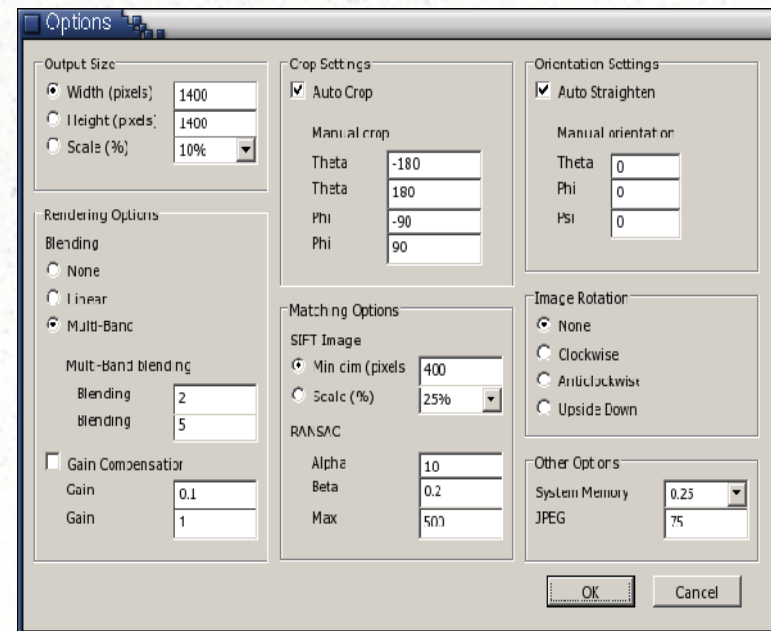 Options
Output Size
Width (pixels) 1400
Height (pixels) 1400
Scale (%) 10%
Rendering Options
Blending
None
Linear
Multi-Band
Multi-Band blending
Blending 2
Blending 5
Gain Compensation
Gain 0.1
Gain 1
Crop Settings
Auto Crop
Manual crop
Theta -180
Theta 180
Phi -90
Phi 90
Matching Options
SIFT Image
Min dim (pixels 400
Scale (%) 25%
RANSAC
Alpha 10
Beta 0.2
Max 500
Orientation Settings
Auto Straighten
Manual orientation
Theta 0
Phi 0
Psi 0
Image Rotation
None
Clockwise
Anticlockwise
Upside Down
Other Options
System Memory 0.25
JPEG 75
OK Cancel